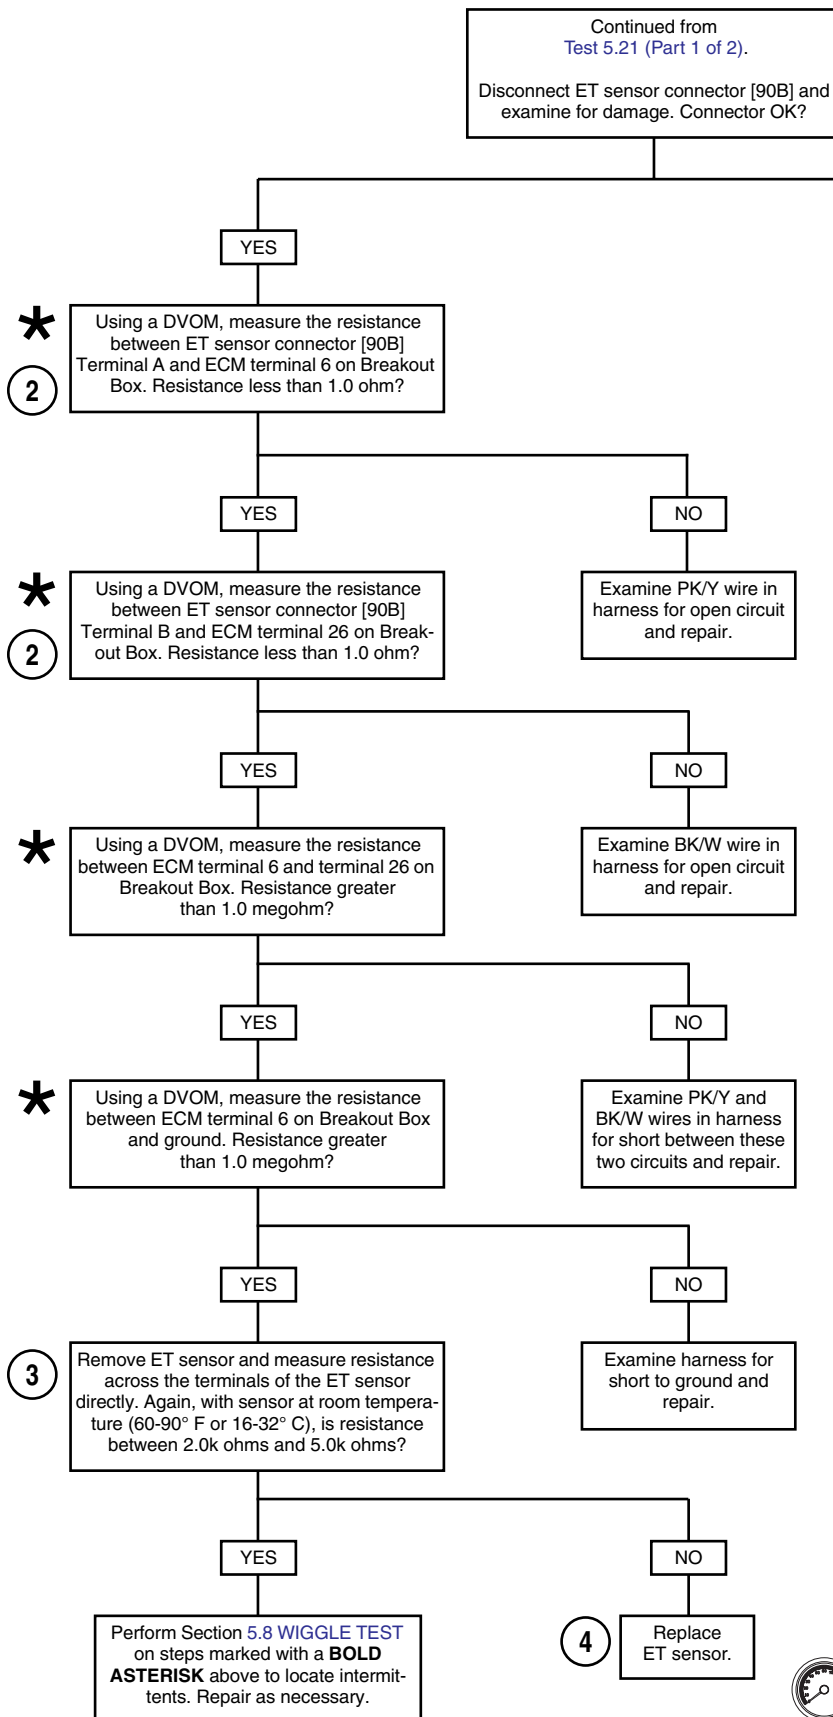 Continued from
Test 5.21 (Part 1 of 2).
Disconnect ET sensor connector [90B] and
examine for damage. Connector OK?
YES
*
2
Using a DVOM, measure the resistance
between ET sensor connector [90B]
Terminal A and ECM terminal 6 on Breakout
Box. Resistance less than 1.0 ohm?
YES
NO
*
2
Using a DVOM, measure the resistance
between ET sensor connector [90B]
Terminal B and ECM terminal 26 on Break-
out Box. Resistance less than 1.0 ohm?
Examine PK/Y wire in
harness for open circuit
and repair.
YES
NO
*
Using a DVOM, measure the resistance
between ECM terminal 6 and terminal 26 on
Breakout Box. Resistance greater
than 1.0 megohm?
Examine BK/W wire in
harness for open circuit
and repair.
YES
NO
*
Using a DVOM, measure the resistance
between ECM terminal 6 on Breakout Box
and ground. Resistance greater
than 1.0 megohm?
Examine PK/Y and
BK/W wires in harness
for short between these
two circuits and repair.
YES
NO
3
Remove ET sensor and measure resistance
across the terminals of the ET sensor
directly. Again, with sensor at room tempera-
ture (60-90° F or 16-32° C), is resistance
between 2.0k ohms and 5.0k ohms?
Examine harness for
short to ground and
repair.
YES
NO
Perform Section 5.8 WIGGLE TEST
on steps marked with a BOLD
ASTERISK above to locate intermit-
tents. Repair as necessary.
4
Replace
ET sensor.